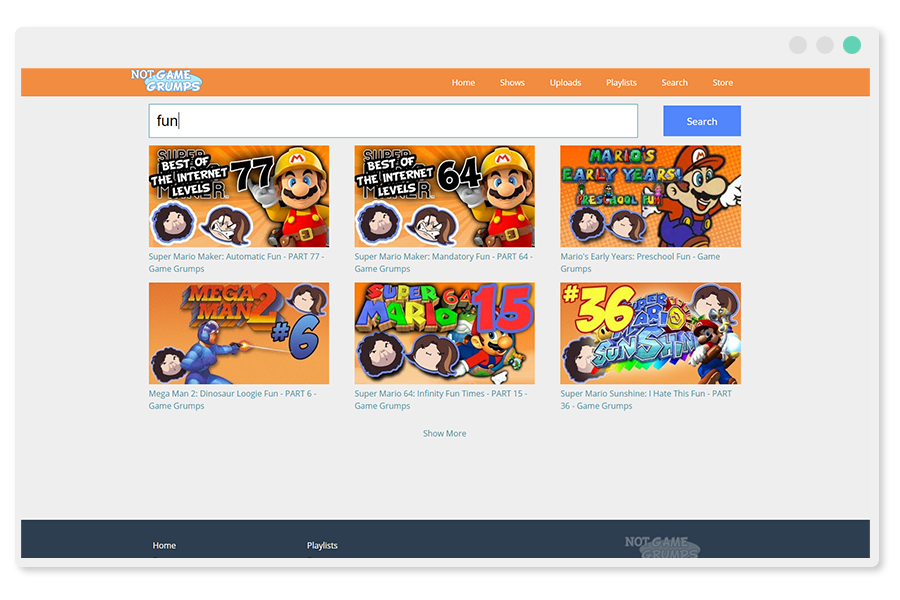 NOT GAME
GRUMPS
Home Shows Uploads Playlists Search Store
fun
Search
SUPER
BEST OF
THE INTERNET
LEVELS
77
SUPER
BEST OF
THE INTERNET
LEVELS
64
MARIO'S
EARLY YEARS!
PRESCHOOL FUN
Super Mario Maker: Automatic Fun - PART 77 -
Game Grumps
Super Mario Maker: Mandatory Fun - PART 64 -
Game Grumps
Mario's Early Years: Preschool Fun - Game
Grumps
MEGA
MAN 2
#6
SUPER
MARIO 64
15
#36
SUPER
MARIO
SUNSHINE
Mega Man 2: Dinosaur Loogie Fun - PART 6 -
Game Grumps
Super Mario 64: Infinity Fun Times - PART 15 -
Game Grumps
Super Mario Sunshine: I Hate This Fun - PART
36 - Game Grumps
Show More
Home Playlists
NOT GAME
GRUMPS